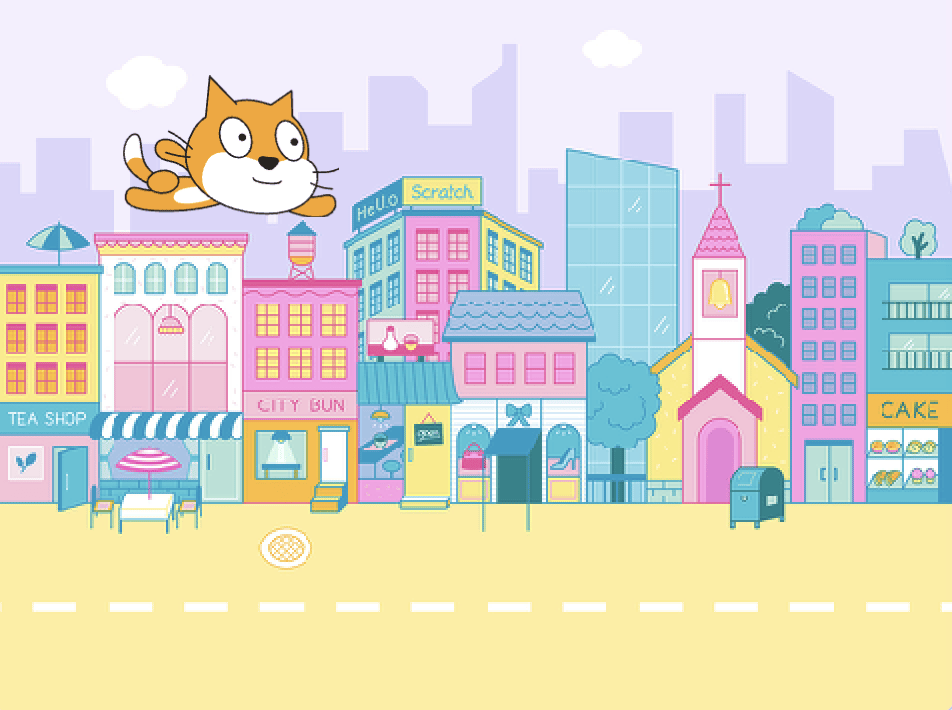 Hello
Scratch
TEA SHOP
CITY BUN
open
CAKE